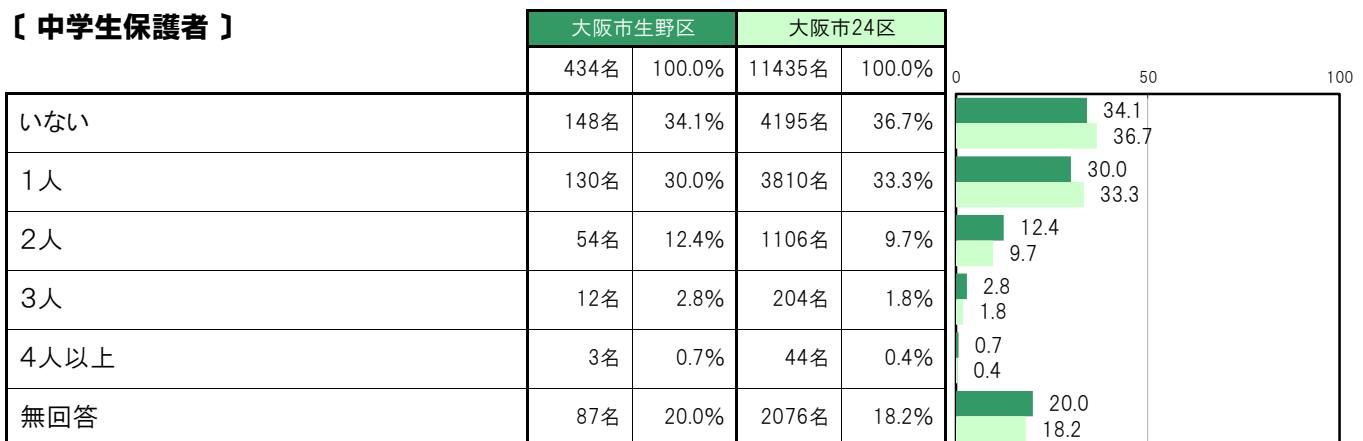 〔 中学生保護者 〕
大阪市生野区 大阪市24区
434名 100.0% 11435名 100.0%
0 50 100
いない 148名 34.1% 4195名 36.7% 34.1
36.7
1人 130名 30.0% 3810名 33.3% 30.0
33.3
2人 54名 12.4% 1106名 9.7% 12.4
9.7
3人 12名 2.8% 204名 1.8% 2.8
1.8
4人以上 3名 0.7% 44名 0.4% 0.7
0.4
無回答 87名 20.0% 2076名 18.2% 20.0
18.2